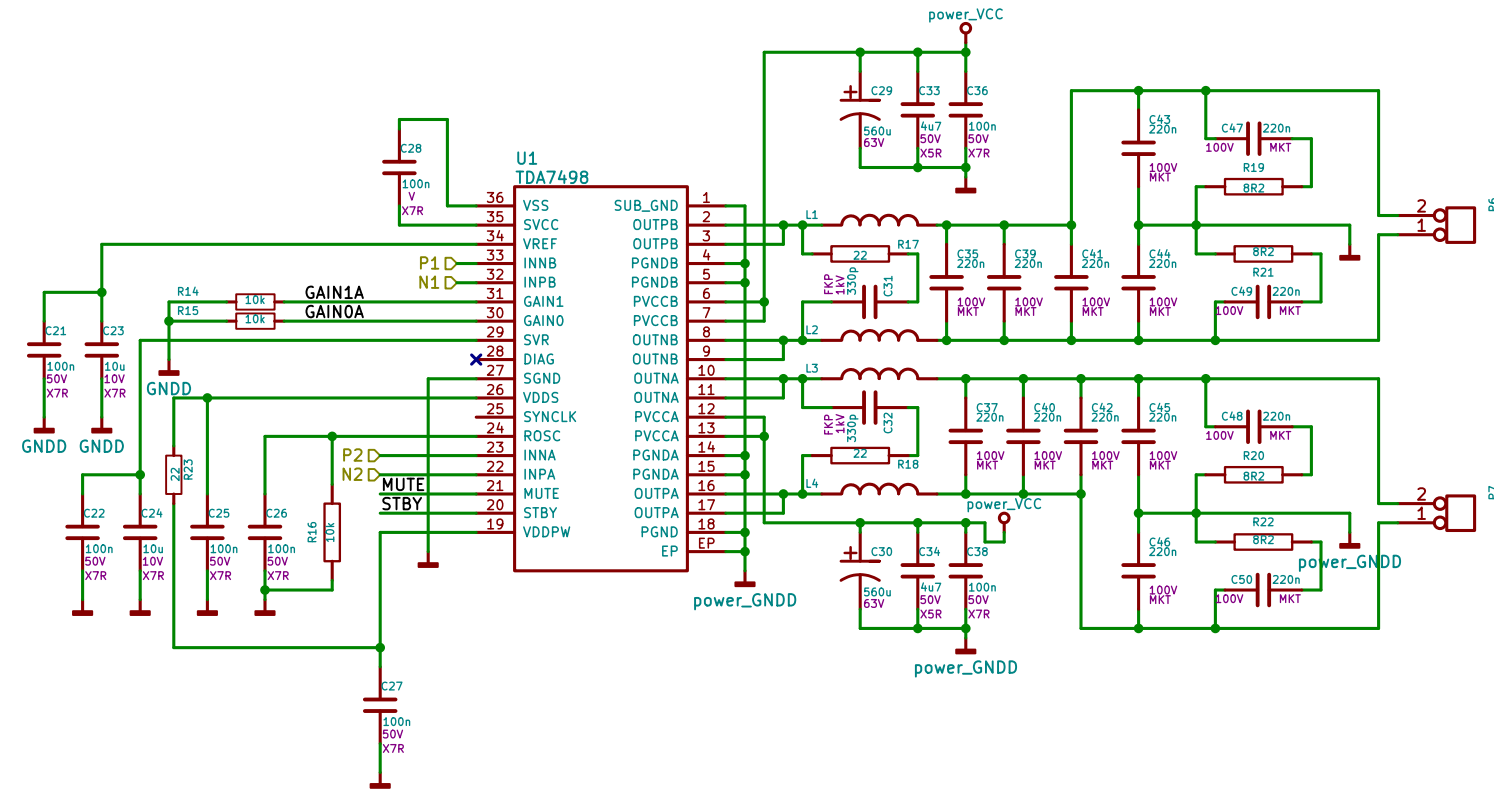 power_VCC
C29
560u
63V
C33
4u7
50V
X5R
C36
100n
50V
X7R
C28
100n
V
X7R
U1
TDA7498
36 VSS
35 SVCC
34 VREF
33 INNB
32 INPB
31 GAIN1
30 GAIN0
29 SVR
28 DIAG
27 SGND
26 VDDS
25 SYNCLK
24 ROSC
23 INNA
22 INPA
21 MUTE
20 STBY
19 VDDPW
SUB_GND 1
OUTPB 2
OUTPB 3
PGNDB 4
PGNDB 5
PVCCB 6
PVCCB 7
OUTNB 8
OUTNB 9
OUTNA 10
OUTNA 11
PVCCA 12
PVCCA 13
PGNDA 14
PGNDA 15
OUTPA 16
OUTPA 17
PGND 18
EP EP
P1
N1
R14
10k
GAIN1A
R15
10k
GAIN0A
GNDD
C21
100n
50V
X7R
GNDD
C23
10u
10V
X7R
GNDD
P2
N2
MUTE
STBY
22
R23
C22
100n
50V
X7R
C24
10u
10V
X7R
C25
100n
50V
X7R
C26
100n
50V
X7R
R16
10k
C27
100n
50V
X7R
power_GNDD
L1
22
R17
FKP
1kV
330p
C31
L2
L3
FKP
1kV
330p
C32
22
R18
L4
C35
220n
100V
MKT
C39
220n
100V
MKT
C41
220n
100V
MKT
C43
220n
100V
MKT
C44
220n
100V
MKT
C47 220n
100V MKT
R19
8R2
8R2
R21
C49 220n
100V MKT
2
1
C37
220n
100V
MKT
C40
220n
100V
MKT
C42
220n
100V
MKT
C45
220n
100V
MKT
C46
220n
100V
MKT
C48 220n
100V MKT
R20
8R2
R22
8R2
power_GNDD
C50 220n
100V MKT
2
1
power_VCC
C30
560u
63V
C34
4u7
50V
X5R
C38
100n
50V
X7R
power_GNDD